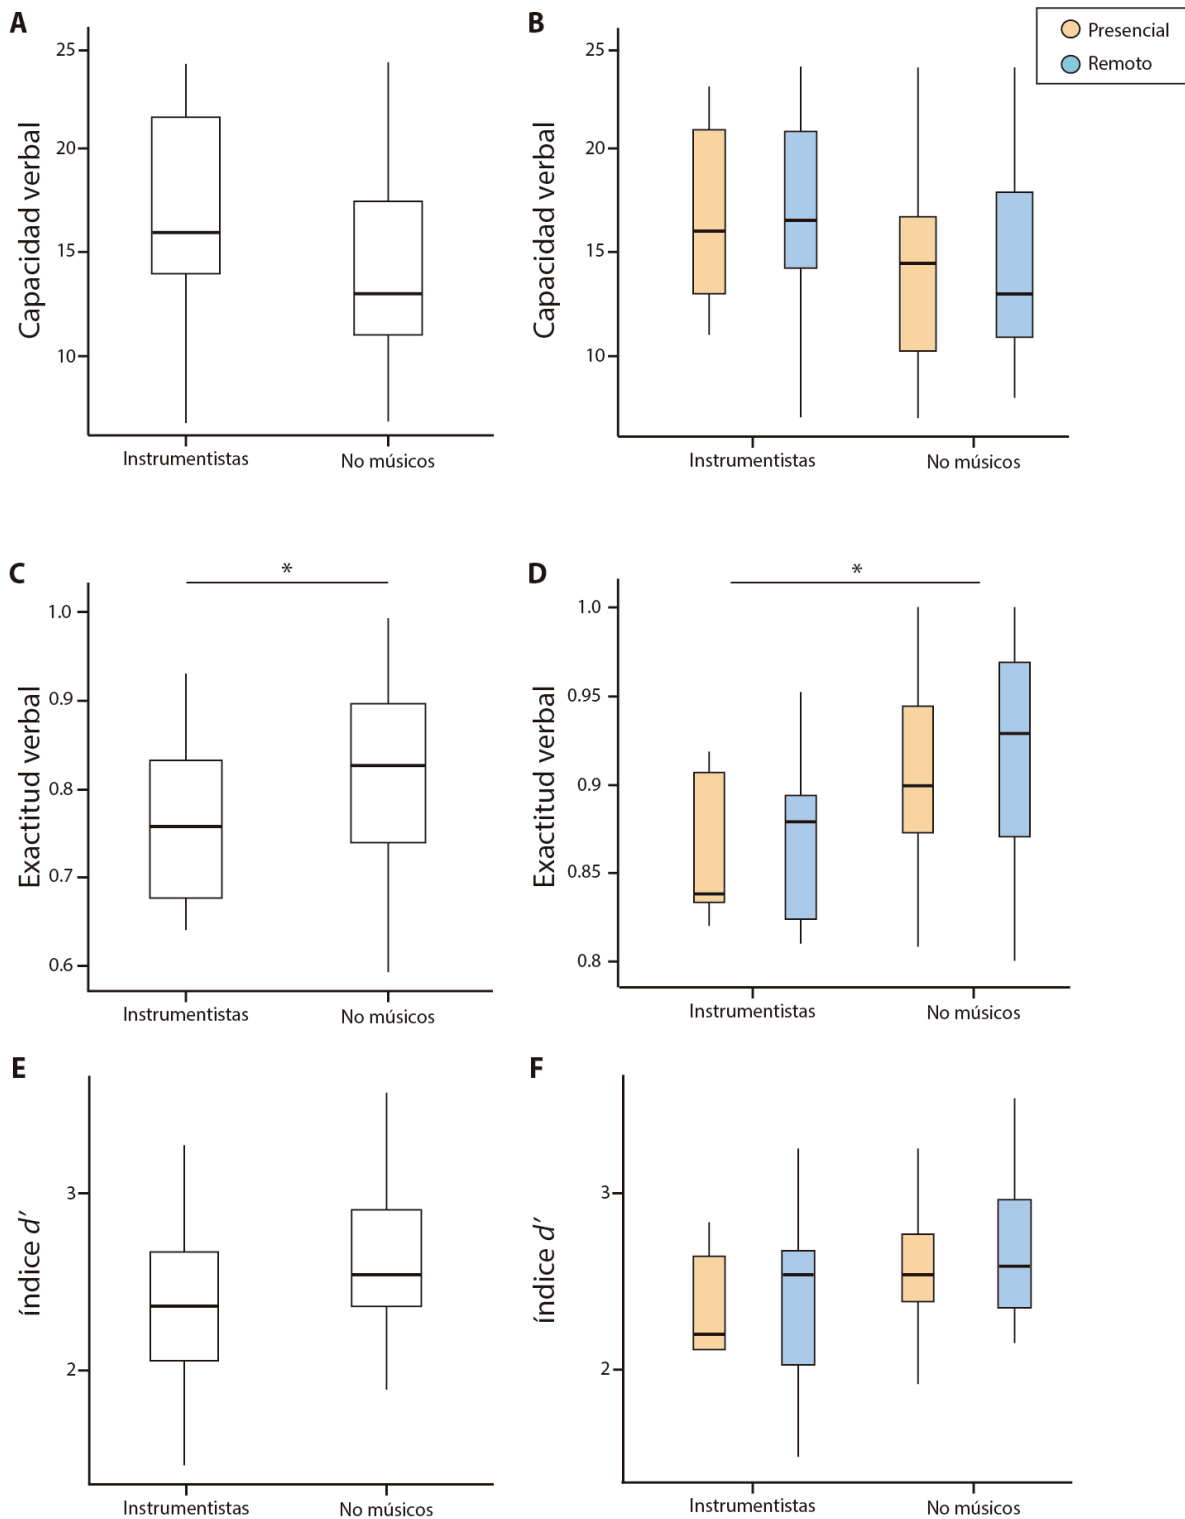 A
25
20
15
10
Capacidad verbal
Instrumentistas
No músicos
B
Presencial
Remoto
25
20
15
10
Capacidad verbal
Instrumentistas
No músicos
C
*
1.0
0.9
0.8
0.7
0.6
Exactitud verbal
Instrumentistas
No músicos
D
*
1.0
0.95
0.9
0.85
0.8
Exactitud verbal
Instrumentistas
No músicos
E
3
2
índice d′
Instrumentistas
No músicos
F
3
2
índice d′
Instrumentistas
No músicos